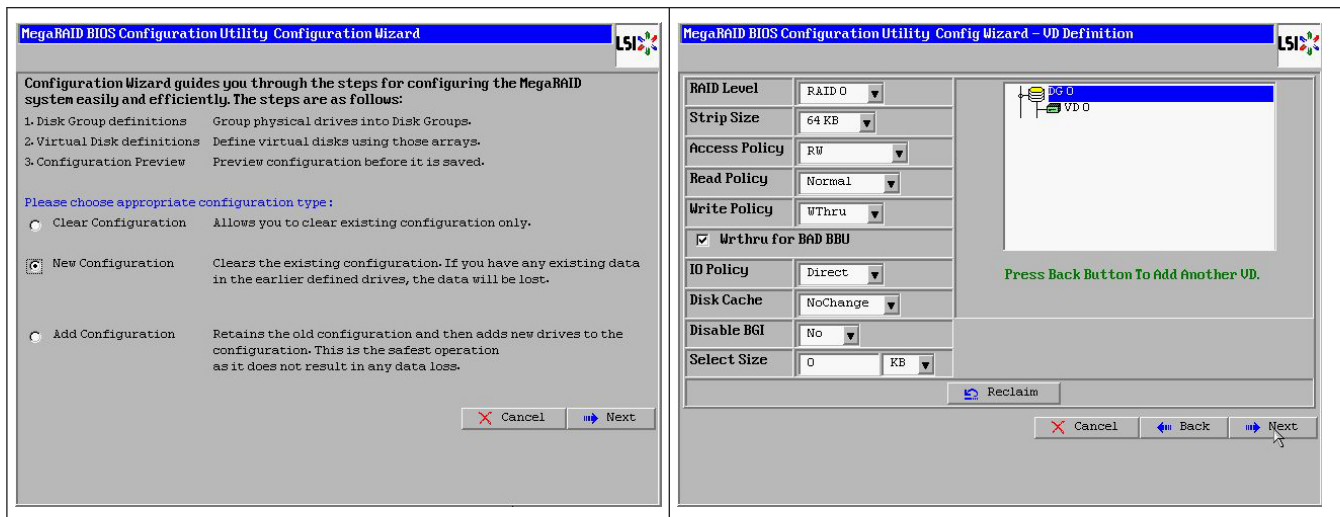 MegaRAID BIOS Configuration Utility Configuration Wizard
LSI
Configuration Wizard guides you through the steps for configuring the MegaRAID
system easily and efficiently. The steps are as follows:
1. Disk Group definitions Group physical drives into Disk Groups.
2. Virtual Disk definitions Define virtual disks using those arrays.
3. Configuration Preview Preview configuration before it is saved.
Please choose appropriate configuration type:
Clear Configuration Allows you to clear existing configuration only.
New Configuration Clears the existing configuration. If you have any existing data
in the earlier defined drives, the data will be lost.
Add Configuration Retains the old configuration and then adds new drives to the
configuration. This is the safest operation
as it does not result in any data loss.
Cancel Next
MegaRAID BIOS Configuration Utility Config Wizard - VD Definition
LSI
RAID Level RAID 0
Strip Size 64 KB
Access Policy RW
Read Policy Normal
Write Policy WThru
Wrthru for BAD BBU
IO Policy Direct
Disk Cache NoChange
Disable BGI No
Select Size 0 KB
DG 0
VD 0
Press Back Button To Add Another VD.
Reclaim
Cancel Back Next